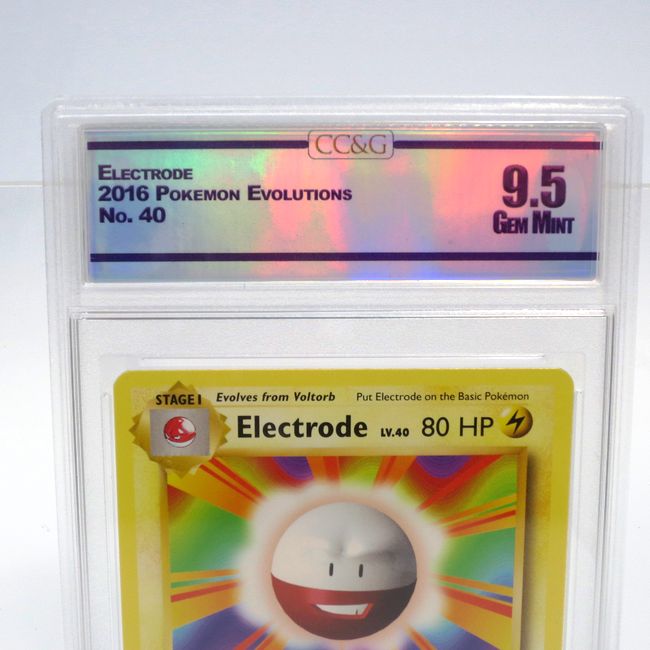 CC&G
Electrode
2016 Pokemon Evolutions
No. 40
9.5
Gem Mint
STAGE 1 Evolves from Voltorb Put Electrode on the Basic Pokémon
Electrode LV.40 80 HP